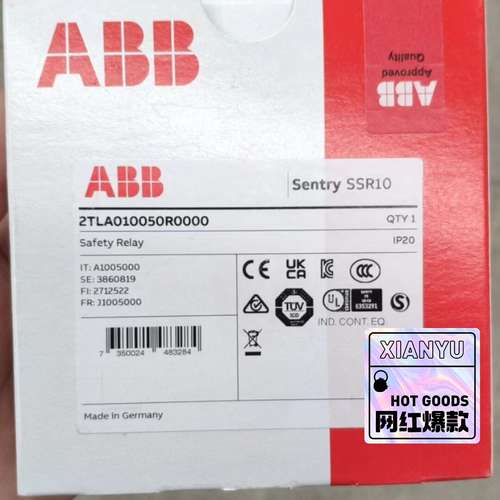 ABB
Approved
Quality
ABB
ABB
Sentry SSR10
2TLA010050R0000
QTY 1
Safety Relay
IP20
IT: A1005000
SE: 3860819
FI: 2712522
FR: J1005000
CE
UK
CA
TÜV
UL
E353291
S
IND. CONT. EQ
7 350024 483284
Made in Germany
XIANYU
HOT GOODS
网红爆款